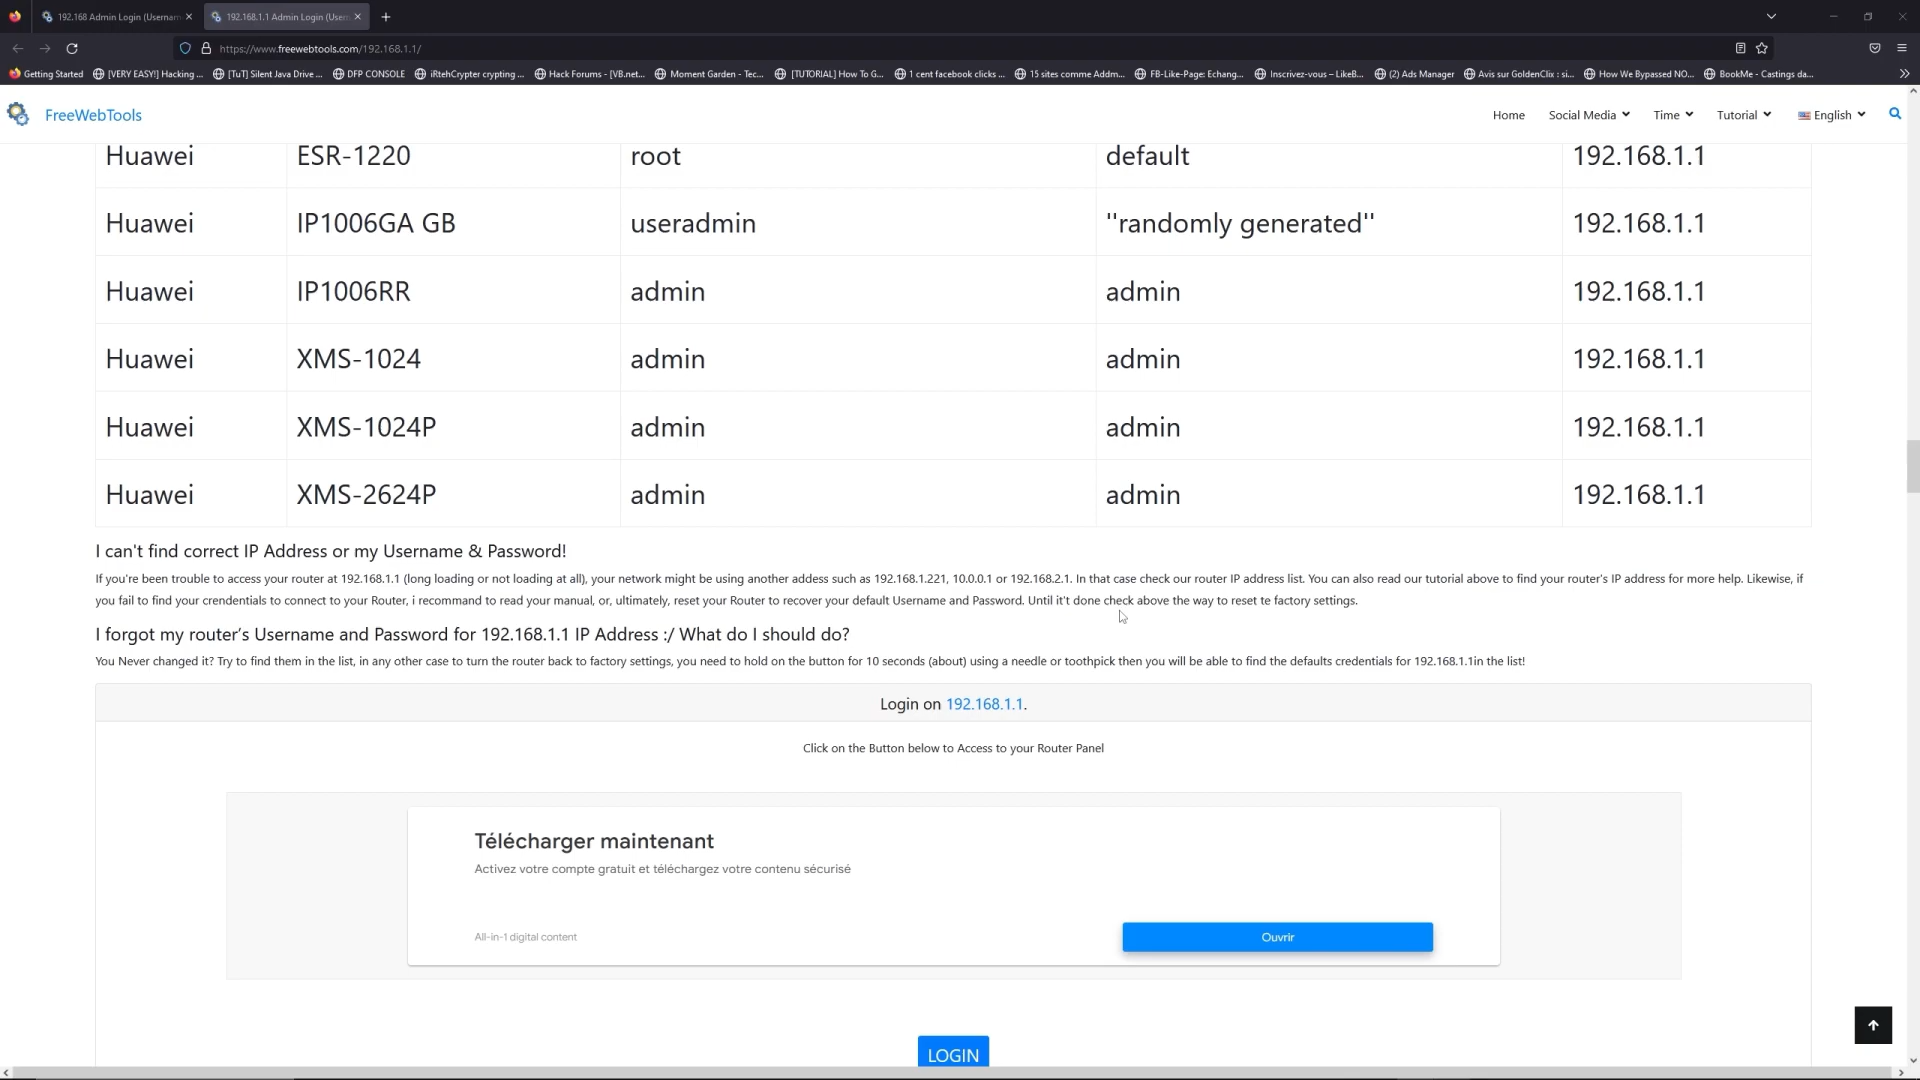 192.168 Admin Login (Usernam
192.168.1.1 Admin Login (Usern
https://www.freewebtools.com/192.168.1.1/
Getting Started
[VERY EASY!] Hacking ...
[TuT] Silent Java Drive ...
DFP CONSOLE
iRtehCrypter crypting ...
Hack Forums - [VB.net...
Moment Garden - Tec...
[TUTORIAL] How To G...
1 cent facebook clicks ...
15 sites comme Addm...
FB-Like-Page: Echang...
Inscrivez-vous – LikeB...
(2) Ads Manager
Avis sur GoldenClix : si...
How We Bypassed NO...
BookMe - Castings da...
FreeWebTools
Home Social Media Time Tutorial English
Huawei ESR-1220 root default 192.168.1.1
Huawei IP1006GA GB useradmin ''randomly generated'' 192.168.1.1
Huawei IP1006RR admin admin 192.168.1.1
Huawei XMS-1024 admin admin 192.168.1.1
Huawei XMS-1024P admin admin 192.168.1.1
Huawei XMS-2624P admin admin 192.168.1.1
I can't find correct IP Address or my Username & Password!
If you're been trouble to access your router at 192.168.1.1 (long loading or not loading at all), your network might be using another addess such as 192.168.1.221, 10.0.0.1 or 192.168.2.1. In that case check our router IP address list. You can also read our tutorial above to find your router's IP address for more help. Likewise, if
you fail to find your crendentials to connect to your Router, i recommand to read your manual, or, ultimately, reset your Router to recover your default Username and Password. Until it't done check above the way to reset te factory settings.
I forgot my router’s Username and Password for 192.168.1.1 IP Address :/ What do I should do?
You Never changed it? Try to find them in the list, in any other case to turn the router back to factory settings, you need to hold on the button for 10 seconds (about) using a needle or toothpick then you will be able to find the defaults credentials for 192.168.1.1in the list!
Login on 192.168.1.1.
Click on the Button below to Access to your Router Panel
Télécharger maintenant
Activez votre compte gratuit et téléchargez votre contenu sécurisé
All-in-1 digital content
Ouvrir
LOGIN